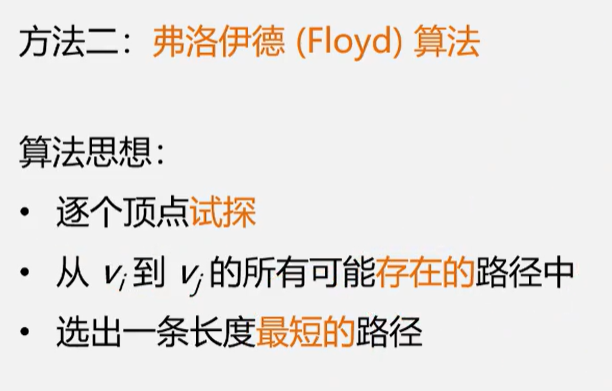 方法二：弗洛伊德 (Floyd) 算法
算法思想：
• 逐个顶点试探
• 从 vi 到 vj 的所有可能存在的路径中
• 选出一条长度最短的路径